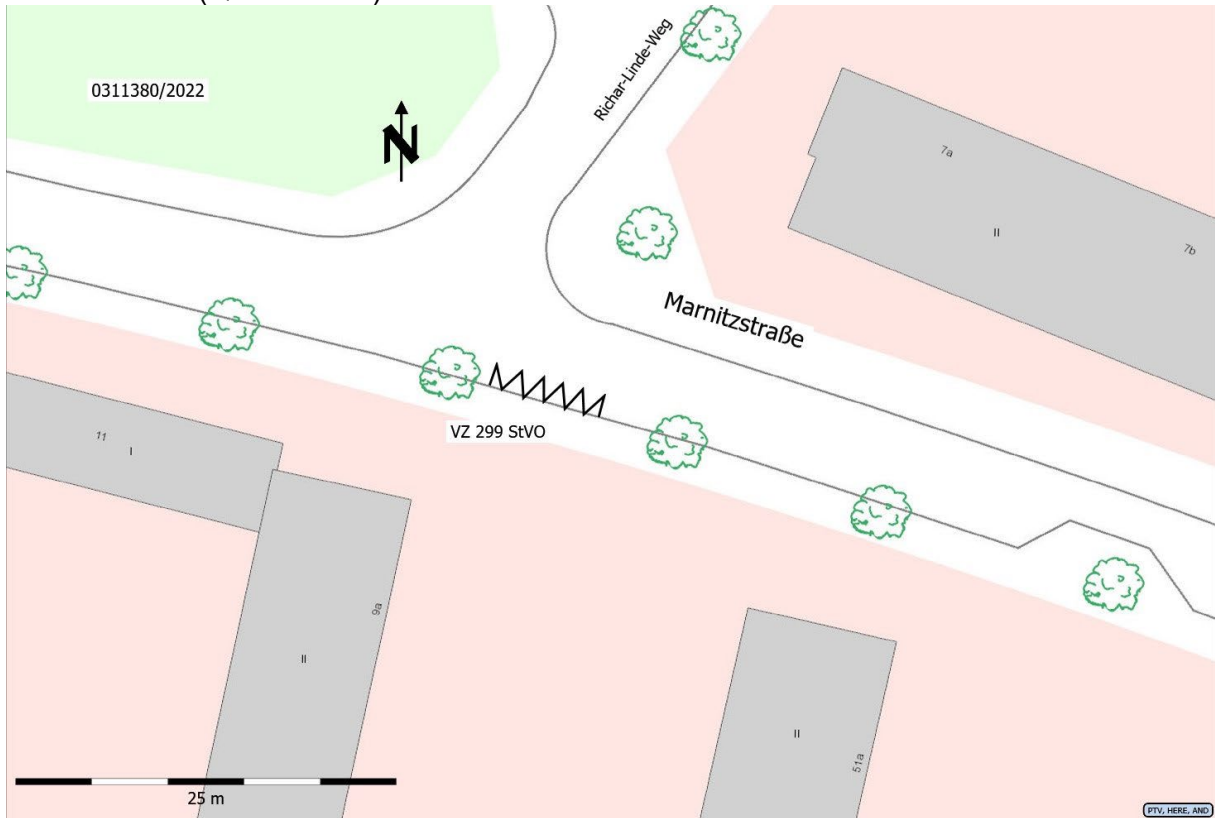 0311380/2022
N
Richar-Linde-Weg
7a
II
7b
Marnitzstraße
VZ 299 StVO
11
I
9a
II
II
51a
25 m
PTV, HERE, AND